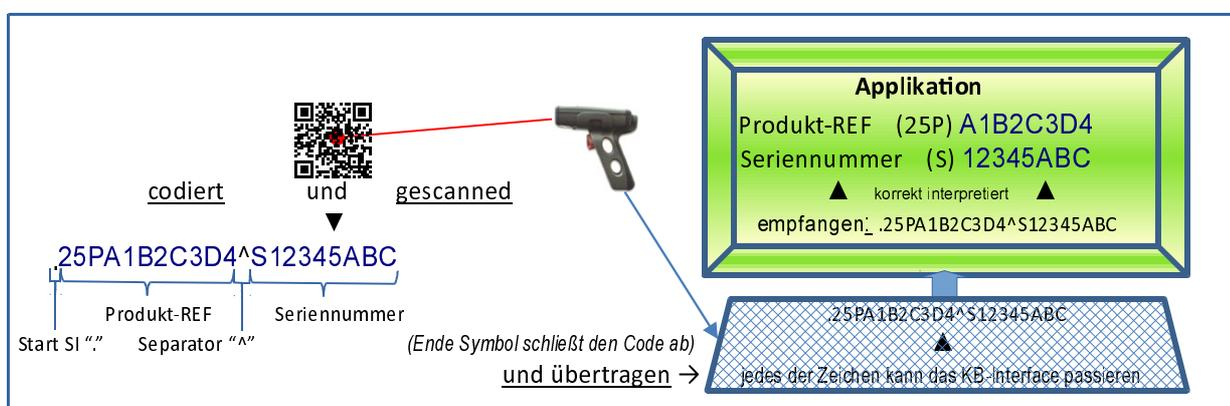 codiert und gescanned
▼
.25PA1B2C3D4^S12345ABC
Produkt-REF Seriennummer
Start SI “.” Separator “^”
(Ende Symbol schließt den Code ab)
und übertragen →
Applikation
Produkt-REF (25P) A1B2C3D4
Seriennummer (S) 12345ABC
▲ korrekt interpretiert ▲
empfangen: .25PA1B2C3D4^S12345ABC
.25PA1B2C3D4^S12345ABC
▲
jedes der Zeichen kann das KB-Interface passieren